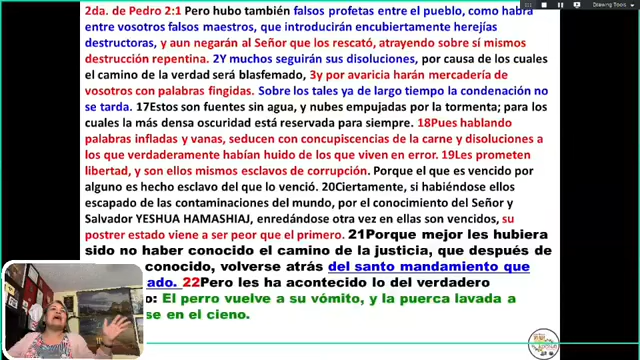 2da. de Pedro 2:1 Pero hubo también falsos profetas entre el pueblo, como habrá
entre vosotros falsos maestros, que introducirán encubiertamente herejías
destructoras, y aun negarán al Señor que los rescató, atrayendo sobre sí mismos
destrucción repentina. 2Y muchos seguirán sus disoluciones, por causa de los cuales
el camino de la verdad será blasfemado, 3y por avaricia harán mercadería de
vosotros con palabras fingidas. Sobre los tales ya de largo tiempo la condenación no
se tarda. 17Estos son fuentes sin agua, y nubes empujadas por la tormenta; para los
cuales la más densa oscuridad está reservada para siempre. 18Pues hablando
palabras infladas y vanas, seducen con concupiscencias de la carne y disoluciones a
los que verdaderamente habían huido de los que viven en error. 19Les prometen
libertad, y son ellos mismos esclavos de corrupción. Porque el que es vencido por
alguno es hecho esclavo del que lo venció. 20Ciertamente, si habiéndose ellos
escapado de las contaminaciones del mundo, por el conocimiento del Señor y
Salvador YESHUA HAMASHIAJ, enredándose otra vez en ellas son vencidos, su
postrer estado viene a ser peor que el primero. 21Porque mejor les hubiera
sido no haber conocido el camino de la justicia, que después de
conocido, volverse atrás del santo mandamiento que
ado. 22Pero les ha acontecido lo del verdadero
o: El perro vuelve a su vómito, y la puerca lavada a
se en el cieno.
Drawing Tools